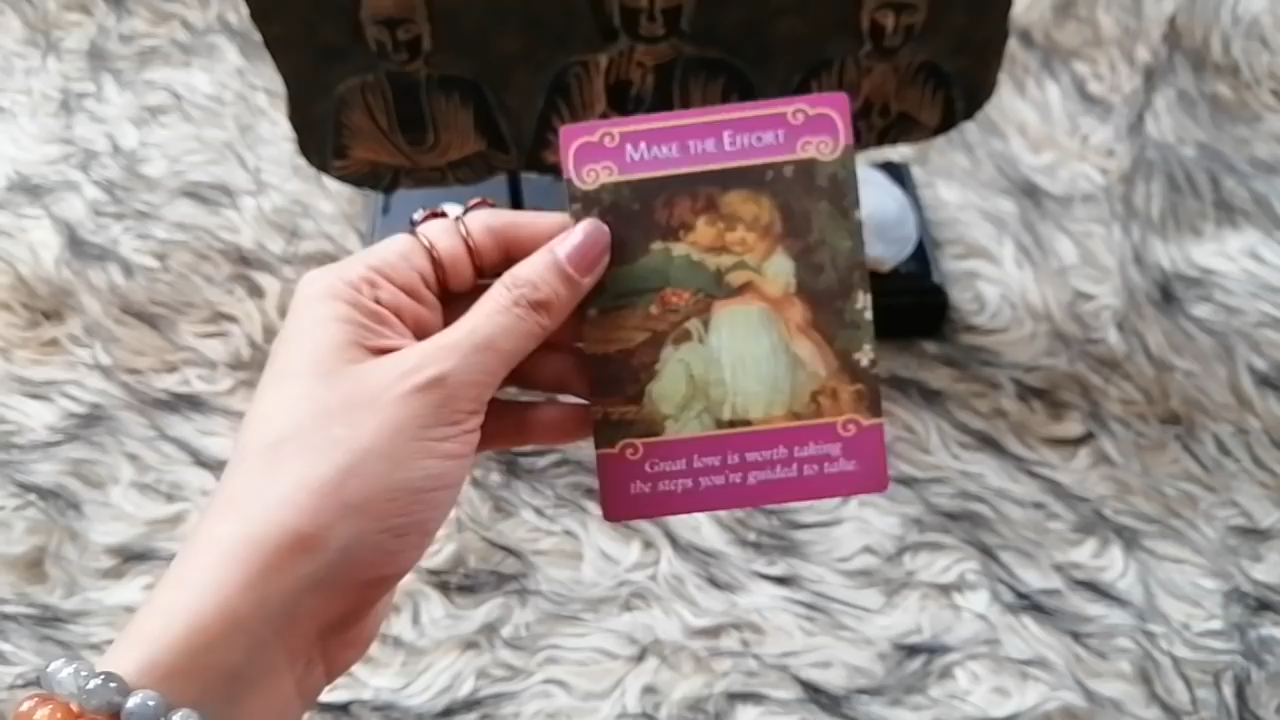 MAKE THE EFFORT
Great love is worth taking
the steps you're guided to take.